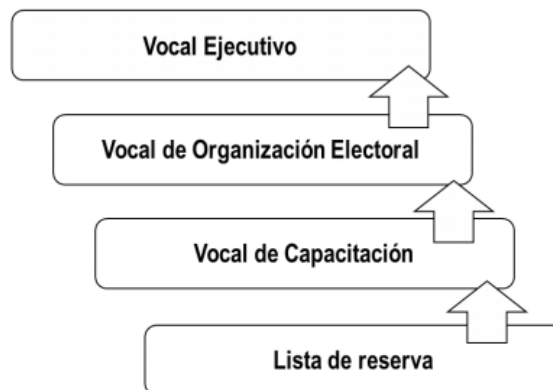 Vocal Ejecutivo
Vocal de Organización Electoral
Vocal de Capacitación
Lista de reserva